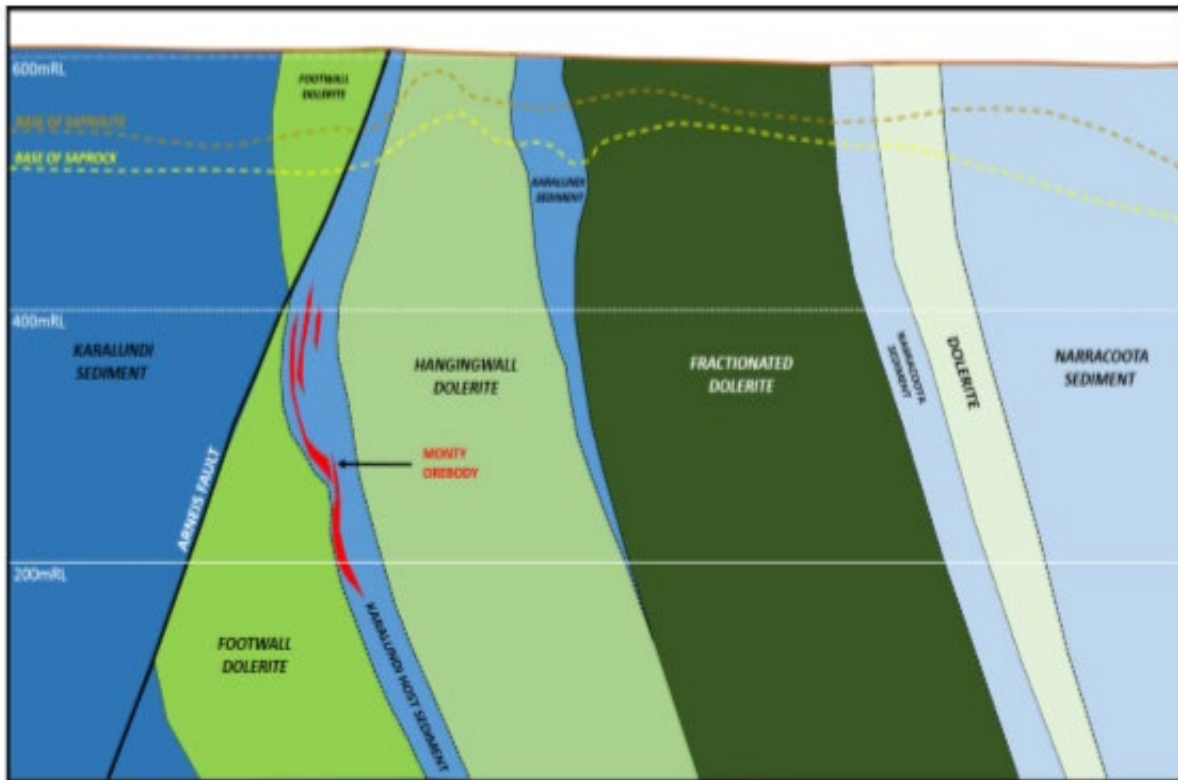 600mRL
FOOTWALL
DOLERITE
BASE OF SAPROLITE
BASE OF SAPROCK
KARALUNDI
SEDIMENT
400mRL
KARALUNDI
SEDIMENT
HANGINGWALL
DOLERITE
FRACTIONATED
DOLERITE
NARRACOOTA
SEDIMENT
DOLERITE
NARRACOOTA
SEDIMENT
MONTY
OREBODY
ARNEIS FAULT
200mRL
FOOTWALL
DOLERITE
KARALUNDI HOST SEDIMENT